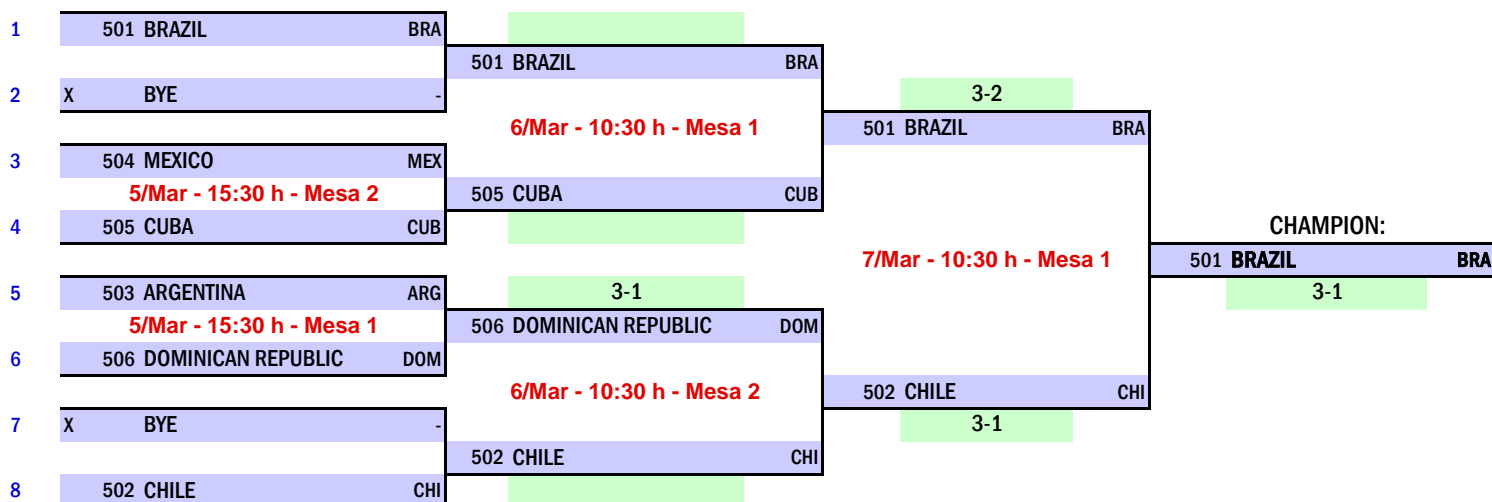 1 501 BRAZIL BRA
501 BRAZIL BRA
2 X BYE -
3-2
6/Mar - 10:30 h - Mesa 1
501 BRAZIL BRA
3 504 MEXICO MEX
5/Mar - 15:30 h - Mesa 2
505 CUBA CUB
4 505 CUBA CUB
CHAMPION:
7/Mar - 10:30 h - Mesa 1
501 BRAZIL BRA
5 503 ARGENTINA ARG
3-1
3-1
5/Mar - 15:30 h - Mesa 1
506 DOMINICAN REPUBLIC DOM
6 506 DOMINICAN REPUBLIC DOM
6/Mar - 10:30 h - Mesa 2
502 CHILE CHI
7 X BYE -
3-1
502 CHILE CHI
8 502 CHILE CHI